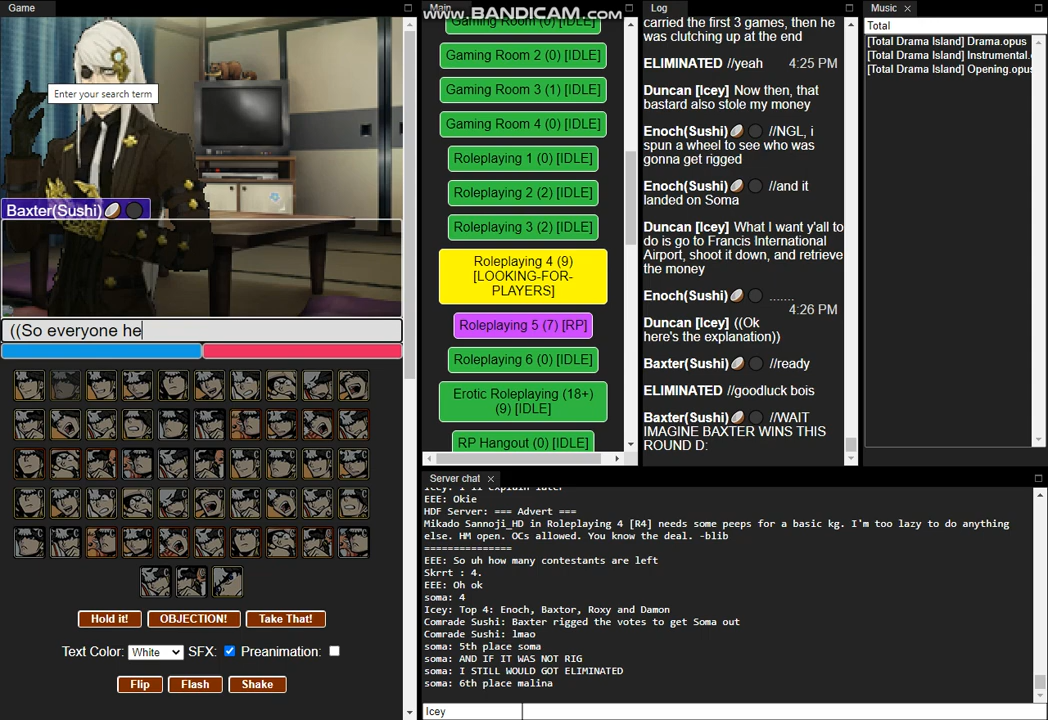 Game
Main
WWW.BANDICAM.COM
Log
Music
Enter your search term
Baxter(Sushi)
((So everyone he
Hold it!
OBJECTION!
Take That!
Text Color:
White
SFX:
Preanimation:
Flip
Flash
Shake
Gaming Room (0) [IDLE]
Gaming Room 2 (0) [IDLE]
Gaming Room 3 (1) [IDLE]
Gaming Room 4 (0) [IDLE]
Roleplaying 1 (0) [IDLE]
Roleplaying 2 (2) [IDLE]
Roleplaying 3 (2) [IDLE]
Roleplaying 4 (9)
[LOOKING-FOR-
PLAYERS]
Roleplaying 5 (7) [RP]
Roleplaying 6 (0) [IDLE]
Erotic Roleplaying (18+)
(9) [IDLE]
RP Hangout (0) [IDLE]
carried the first 3 games, then he
was clutching up at the end
ELIMINATED //yeah 4:25 PM
Duncan [Icey] Now then, that
bastard also stole my money
Enoch(Sushi) //NGL, i
spun a wheel to see who was
gonna get rigged
Enoch(Sushi) //and it
landed on Soma
Duncan [Icey] What I want y'all to
do is go to Francis International
Airport, shoot it down, and retrieve
the money
Enoch(Sushi) .......
4:26 PM
Duncan [Icey] ((Ok
here's the explanation))
Baxter(Sushi) //ready
ELIMINATED //goodluck bois
Baxter(Sushi) //WAIT
IMAGINE BAXTER WINS THIS
ROUND D:
Total
[Total Drama Island] Drama.opus
[Total Drama Island] Instrumental.
[Total Drama Island] Opening.opus
Server chat
Icey: I'll explain later
EEE: Okie
HDF Server: === Advert ===
Mikado Sannoji_HD in Roleplaying 4 [R4] needs some peeps for a basic kg. I'm too lazy to do anything
else. HM open. OCs allowed. You know the deal. -blib
===============
EEE: So uh how many contestants are left
Skrrt : 4.
EEE: Oh ok
soma: 4
Icey: Top 4: Enoch, Baxtor, Roxy and Damon
Comrade Sushi: Baxter rigged the votes to get Soma out
Comrade Sushi: lmao
soma: 5th place soma
soma: AND IF IT WAS NOT RIG
soma: I STILL WOULD GOT ELIMINATED
soma: 6th place malina
Icey